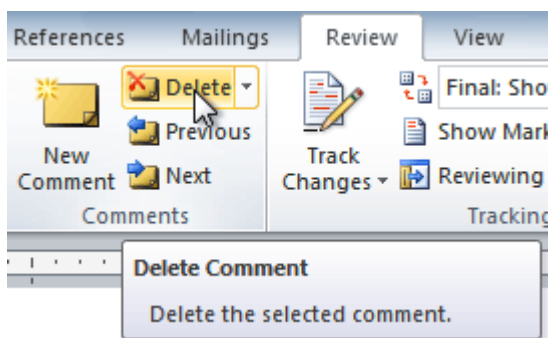 References Mailings Review View
Delete
Final: Sho
Previous
Show Mark
New
Comment
Next
Track
Changes
Reviewing
Comments
Tracking
Delete Comment
Delete the selected comment.